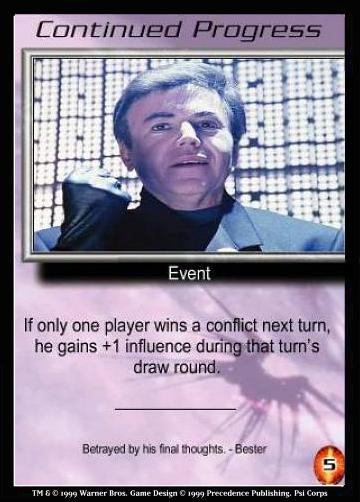 Continued Progress
Event
If only one player wins a conflict next turn,
he gains +1 influence during that turn's
draw round.
Betrayed by his final thoughts. - Bester
5
TM & © 1999 Warner Bros. Game Design © 1999 Precedence Publishing. Psi Corps